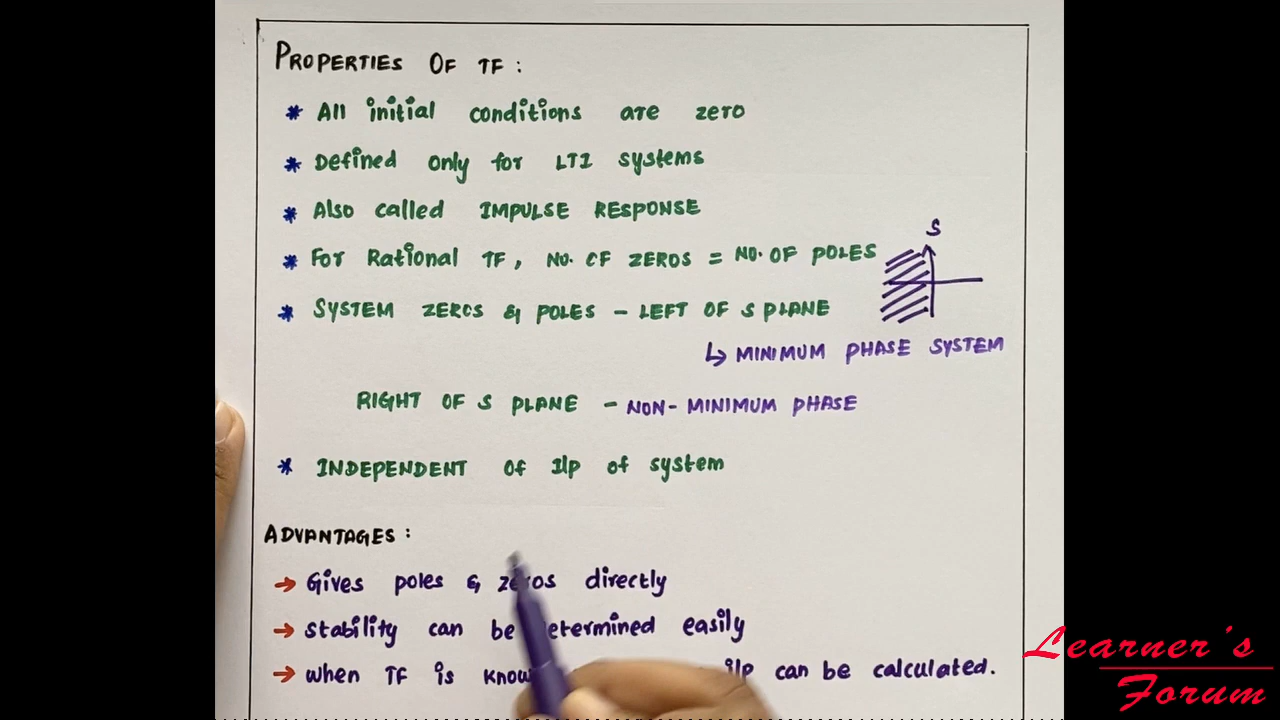 PROPERTIES OF TF :
* All initial conditions are zero
* Defined only for LTI systems
* Also called IMPULSE RESPONSE
* For Rational TF, NO. OF ZEROS = NO. OF POLES
S
* SYSTEM ZEROS & POLES - LEFT OF S PLANE
↳ MINIMUM PHASE SYSTEM
RIGHT OF S PLANE - NON-MINIMUM PHASE
* INDEPENDENT of I/p of system
ADVANTAGES :
→ Gives poles & zeros directly
→ Stability can be determined easily
→ when TF is i/p can be calculated.
Learner's
Forum